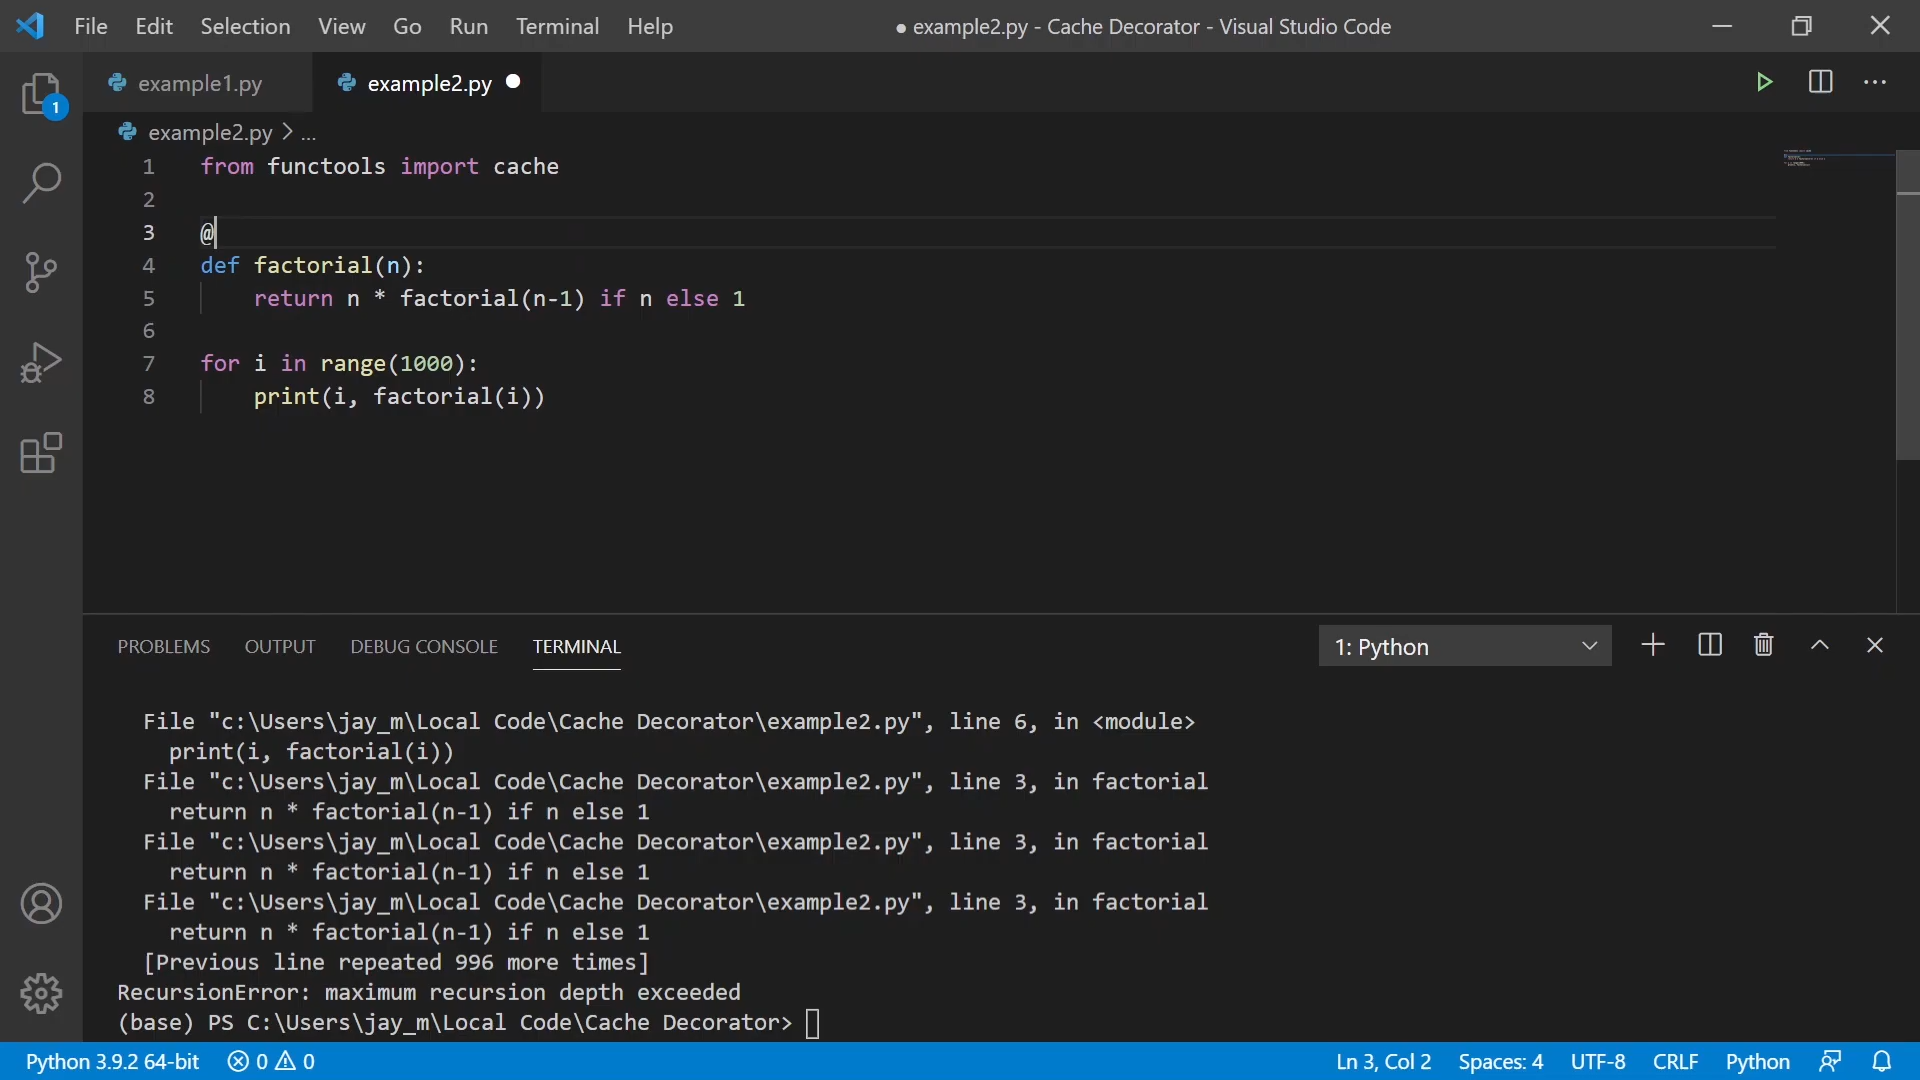 File Edit Selection View Go Run Terminal Help ● example2.py - Cache Decorator - Visual Studio Code
1
example1.py example2.py
example2.py > ...
1 from functools import cache
2
3 @
4 def factorial(n):
5 return n * factorial(n-1) if n else 1
6
7 for i in range(1000):
8 print(i, factorial(i))
PROBLEMS OUTPUT DEBUG CONSOLE TERMINAL 1: Python
File "c:\Users\jay_m\Local Code\Cache Decorator\example2.py", line 6, in <module>
print(i, factorial(i))
File "c:\Users\jay_m\Local Code\Cache Decorator\example2.py", line 3, in factorial
return n * factorial(n-1) if n else 1
File "c:\Users\jay_m\Local Code\Cache Decorator\example2.py", line 3, in factorial
return n * factorial(n-1) if n else 1
File "c:\Users\jay_m\Local Code\Cache Decorator\example2.py", line 3, in factorial
return n * factorial(n-1) if n else 1
[Previous line repeated 996 more times]
RecursionError: maximum recursion depth exceeded
(base) PS C:\Users\jay_m\Local Code\Cache Decorator>
Python 3.9.2 64-bit 0 0 Ln 3, Col 2 Spaces: 4 UTF-8 CRLF Python